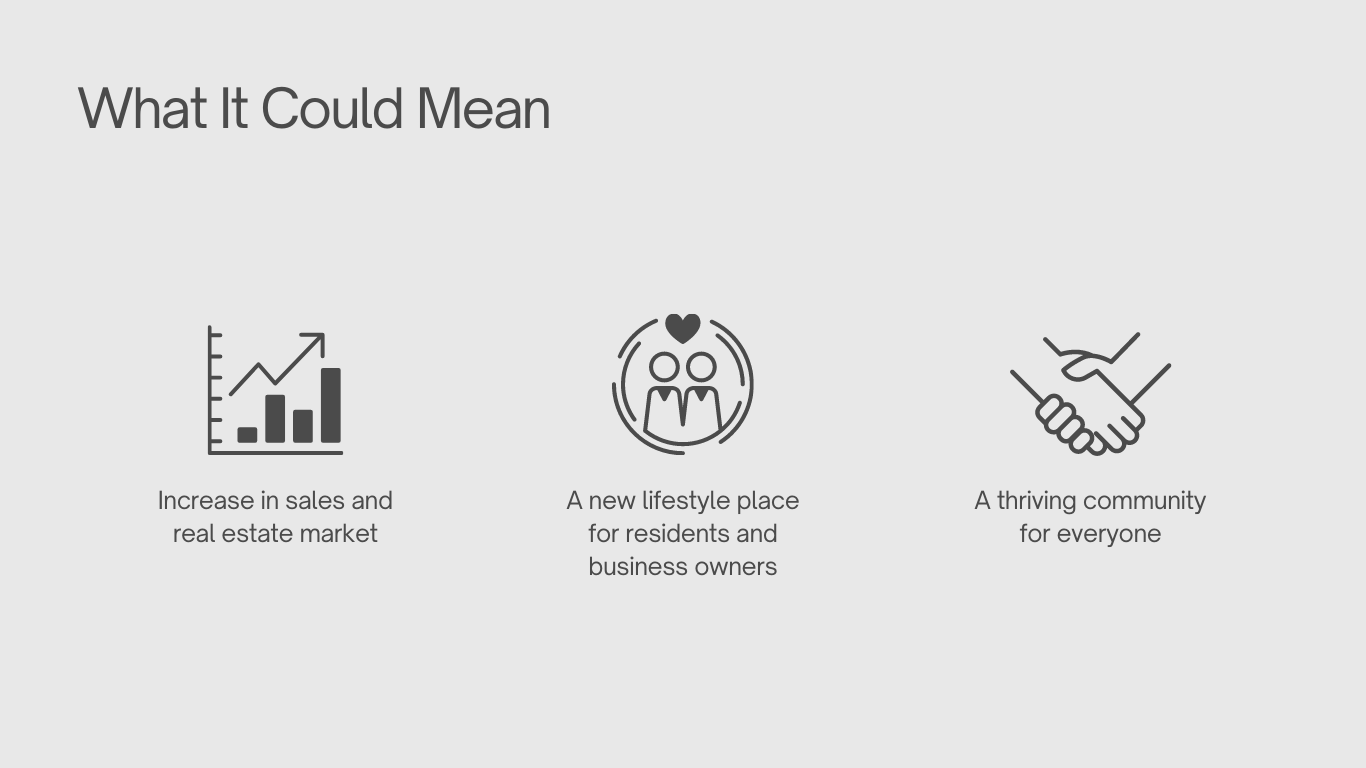 What It Could Mean
Increase in sales and
real estate market
A new lifestyle place
for residents and
business owners
A thriving community
for everyone